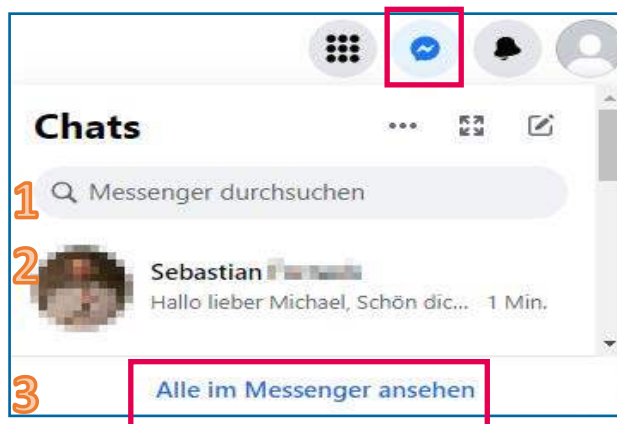 Chats
1 Messenger durchsuchen
2 Sebastian
Hallo lieber Michael, Schön dic... 1 Min.
3 Alle im Messenger ansehen